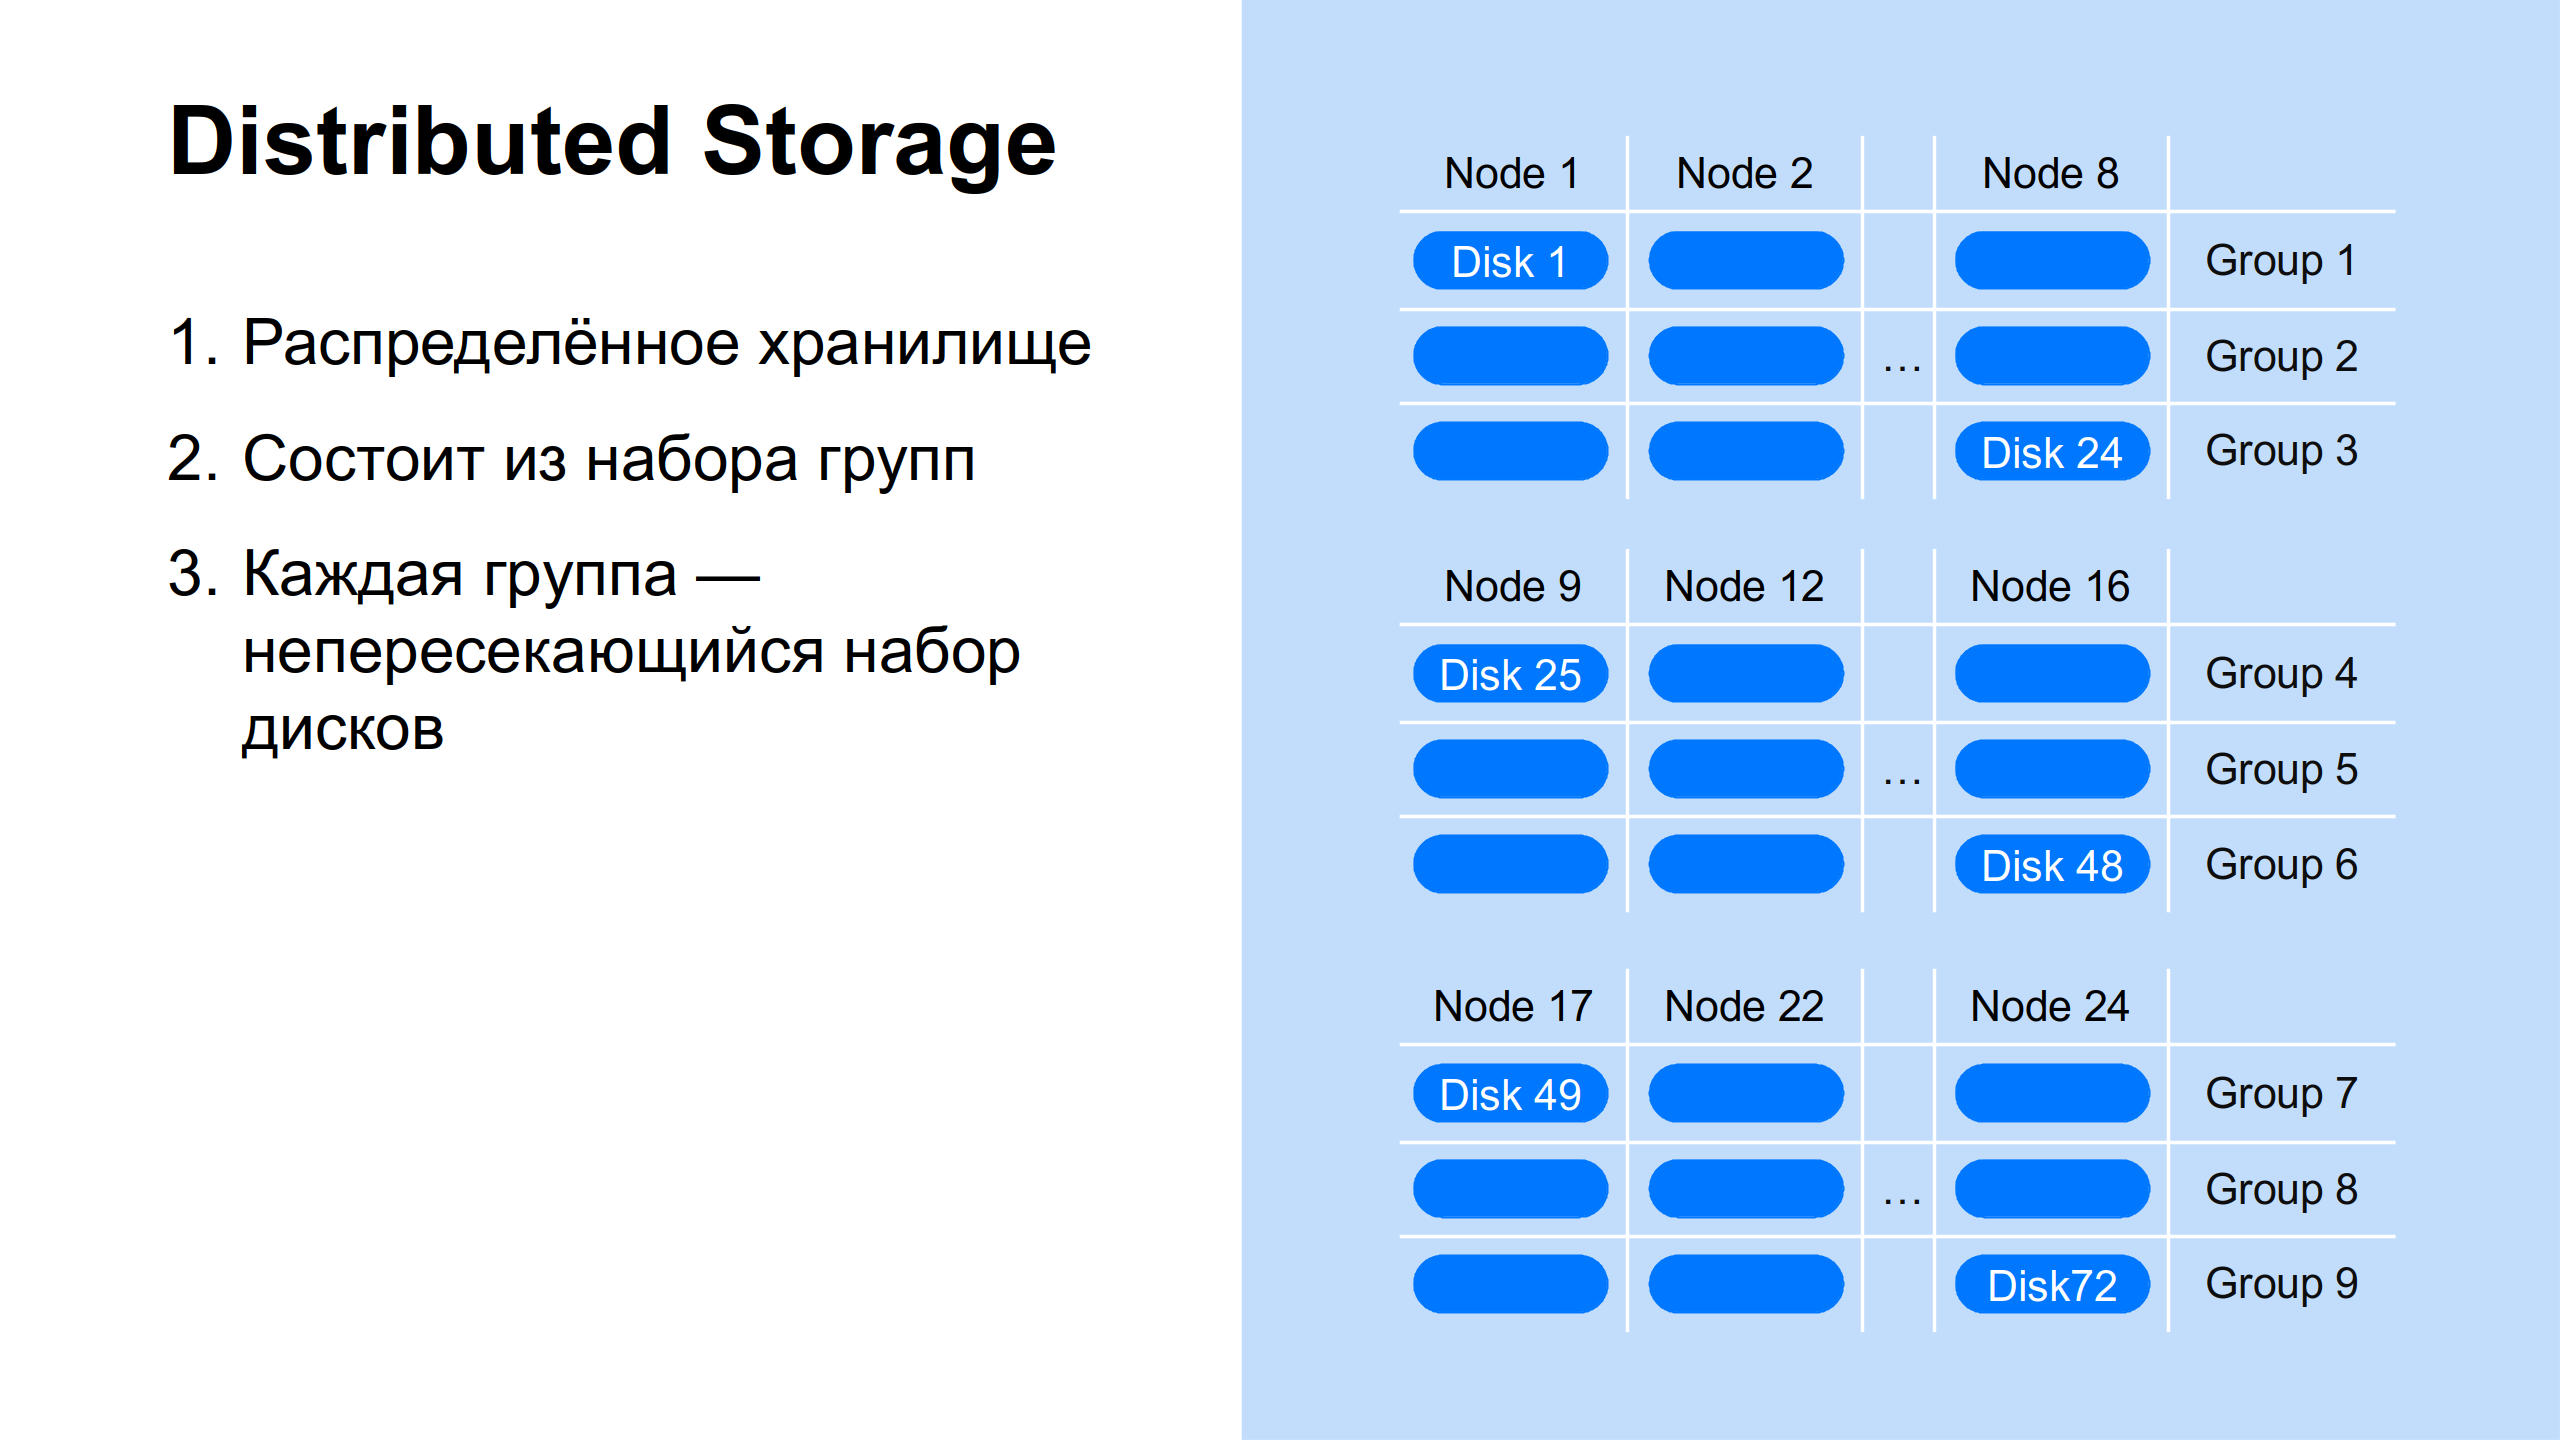 Distributed Storage
1. Распределённое хранилище
2. Состоит из набора групп
3. Каждая группа —
непересекающийся набор
дисков
Node 1 Node 2 Node 8
Disk 1 Group 1
… Group 2
Disk 24 Group 3
Node 9 Node 12 Node 16
Disk 25 Group 4
… Group 5
Disk 48 Group 6
Node 17 Node 22 Node 24
Disk 49 Group 7
… Group 8
Disk72 Group 9